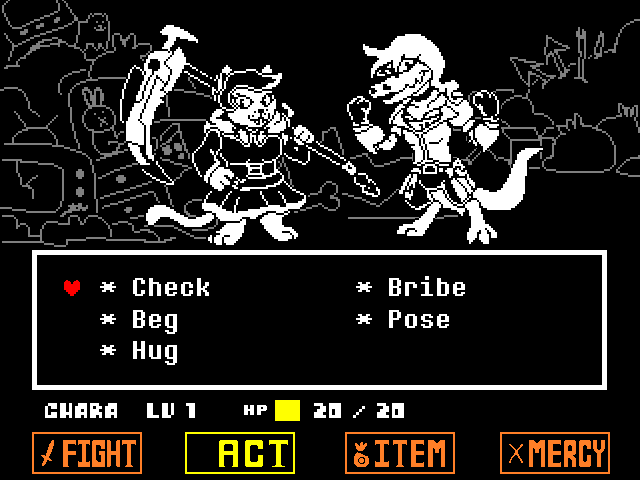 * Check * Bribe
* Beg * Pose
* Hug
CHARA LV 1 HP 20 / 20
FIGHT ACT ITEM MERCY